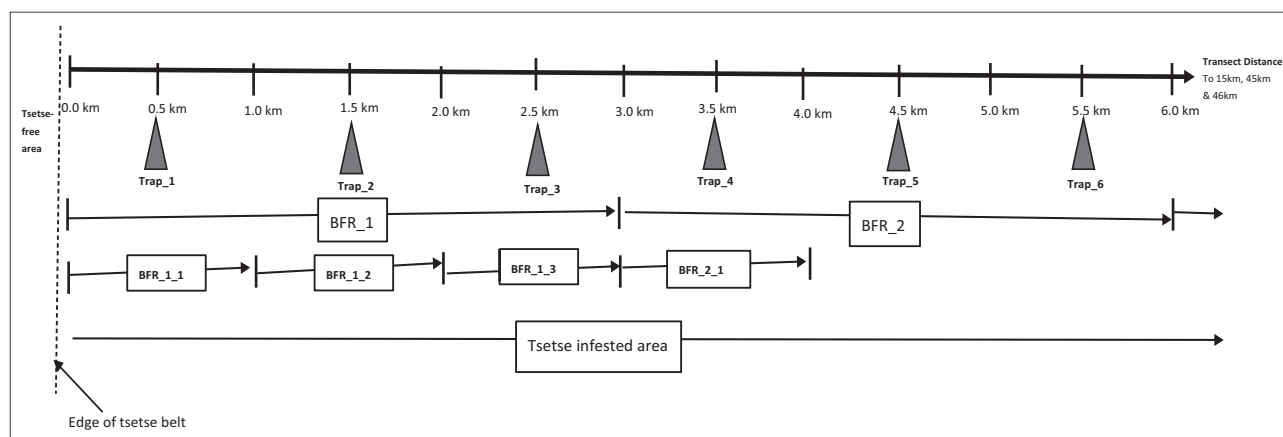 Transect Distance
To 15km, 45km
& 46km
Tsetse-
free
area
0.0 km
0.5 km
1.0 km
1.5 km
2.0 km
2.5 km
3.0 km
3.5 km
4.0 km
4.5 km
5.0 km
5.5 km
6.0 km
Trap_1
Trap_2
Trap_3
Trap_4
Trap_5
Trap_6
BFR_1
BFR_2
BFR_1_1
BFR_1_2
BFR_1_3
BFR_2_1
Tsetse infested area
Edge of tsetse belt